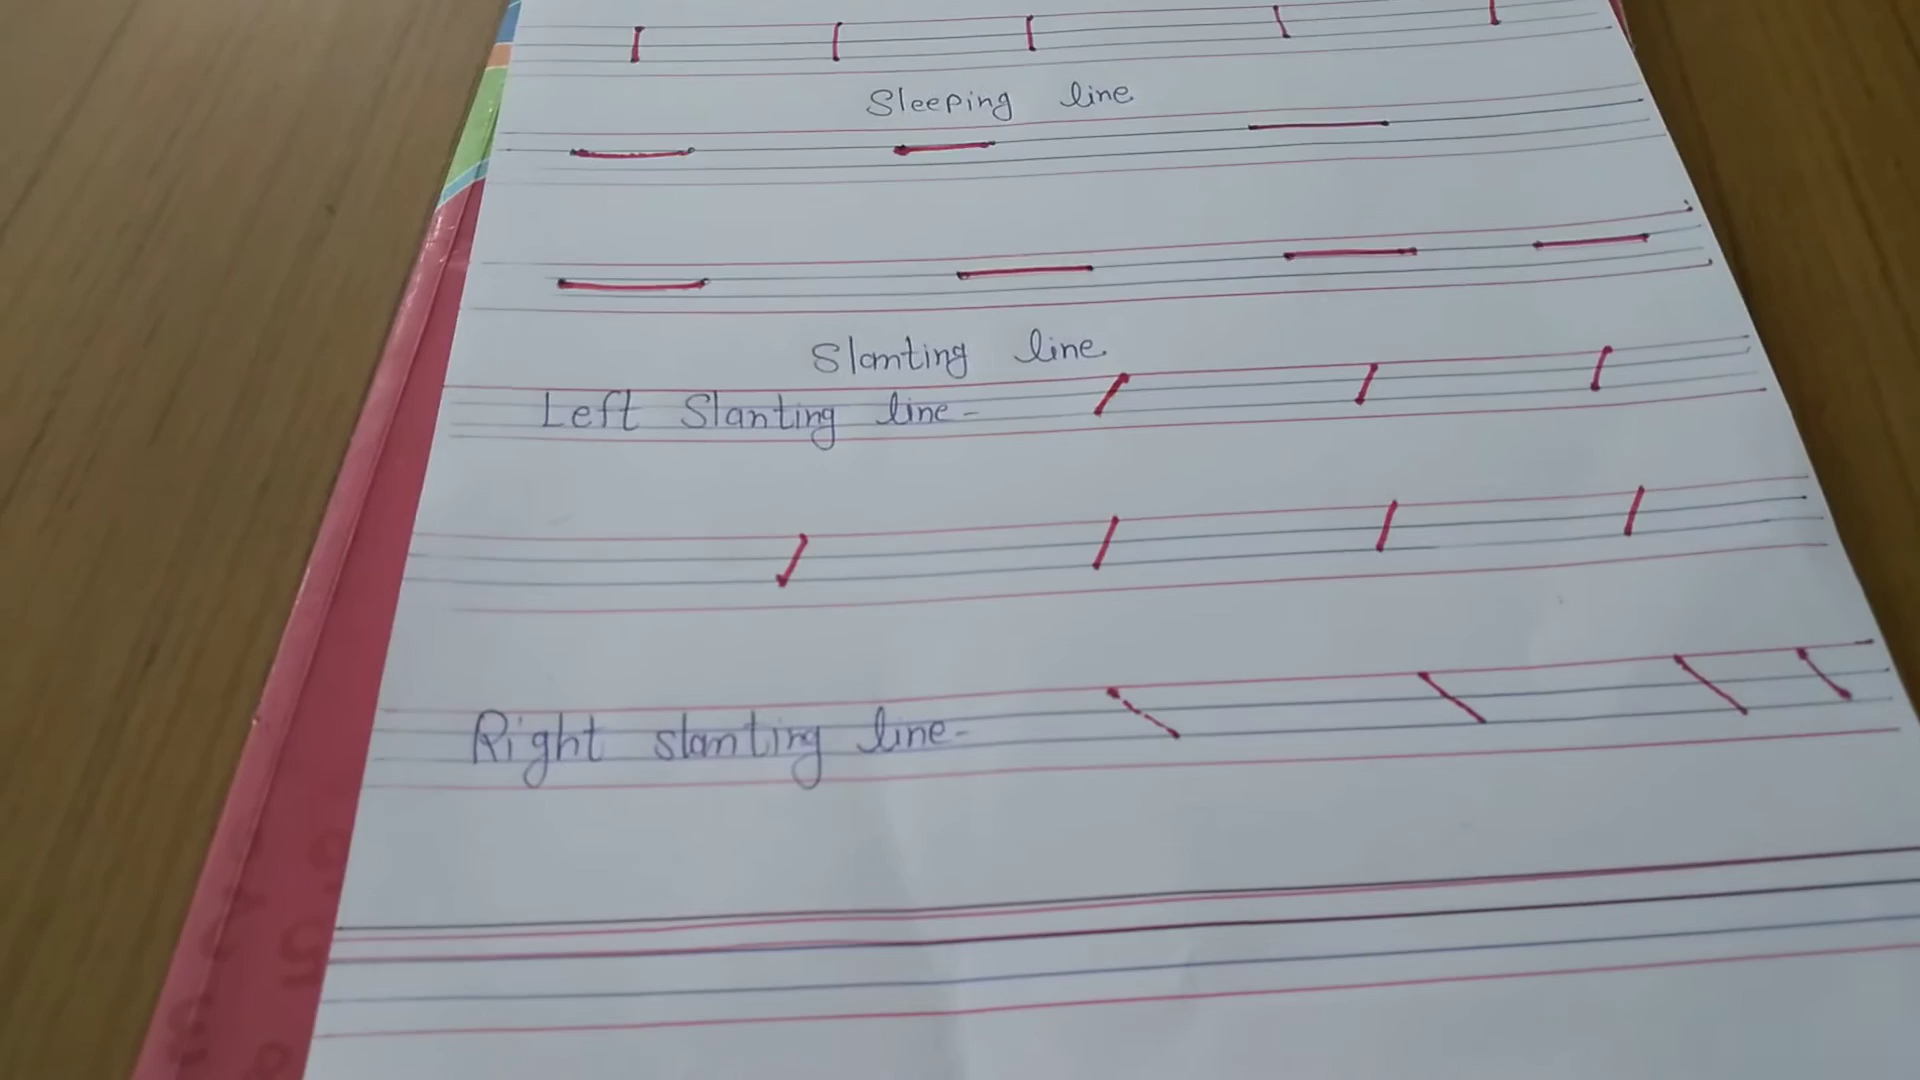 Sleeping line
Slanting line
Left Slanting line-
Right slanting line-